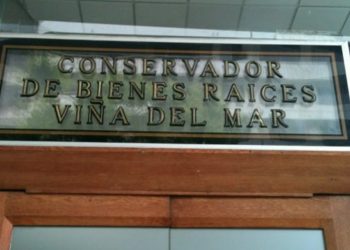 CONSERVADOR
DE BIENES RAICES
VIÑA DEL MAR